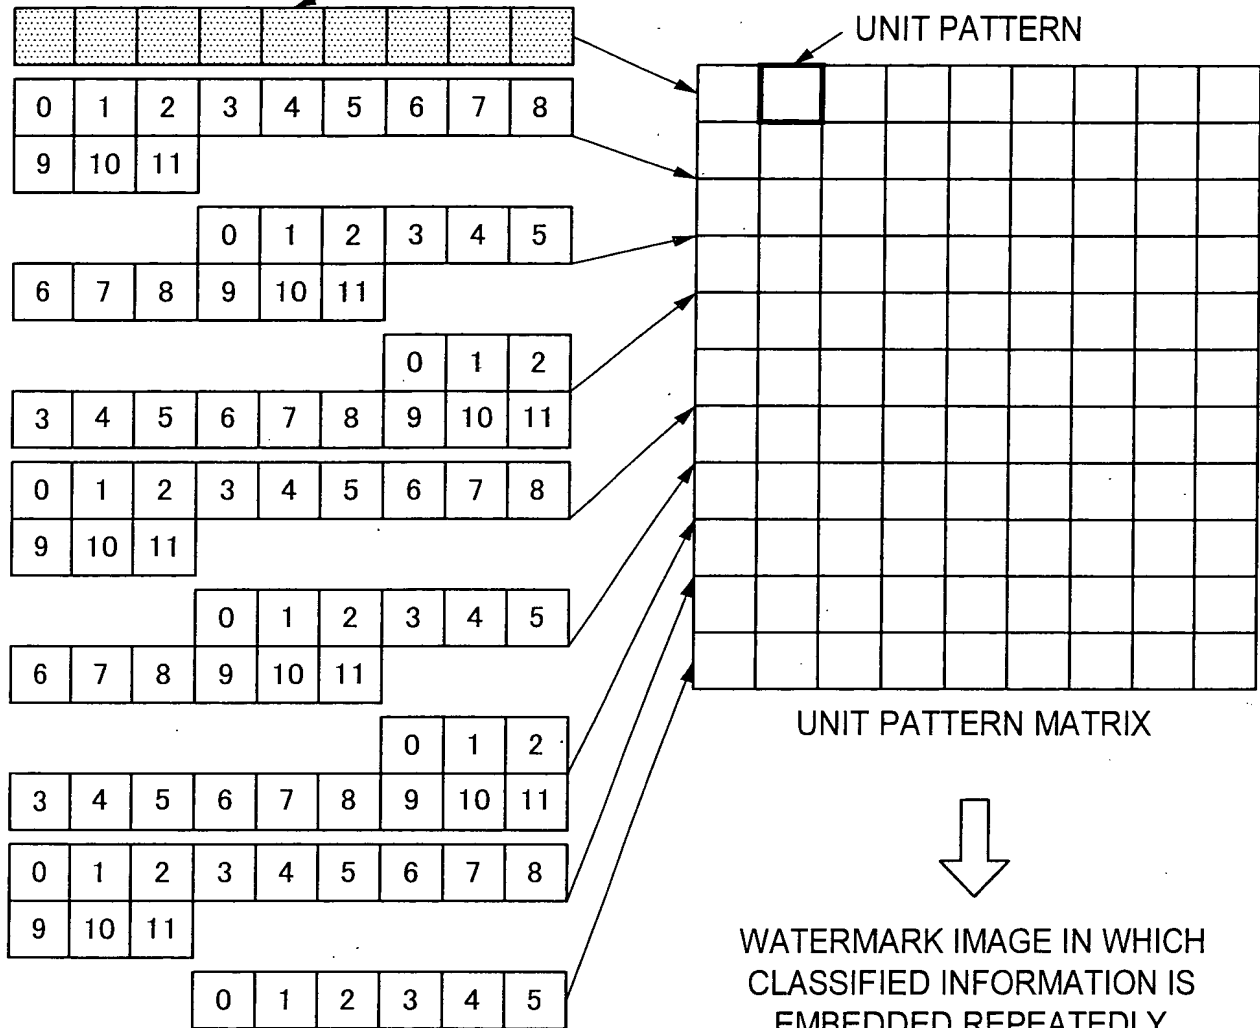 UNIT PATTERN
0 1 2 3 4 5 6 7 8
9 10 11
0 1 2 3 4 5
6 7 8 9 10 11
0 1 2
3 4 5 6 7 8 9 10 11
0 1 2 3 4 5 6 7 8
9 10 11
0 1 2 3 4 5
6 7 8 9 10 11
0 1 2
3 4 5 6 7 8 9 10 11
0 1 2 3 4 5 6 7 8
9 10 11
0 1 2 3 4 5
UNIT PATTERN MATRIX
WATERMARK IMAGE IN WHICH
CLASSIFIED INFORMATION IS
EMBEDDED REPEATEDLY